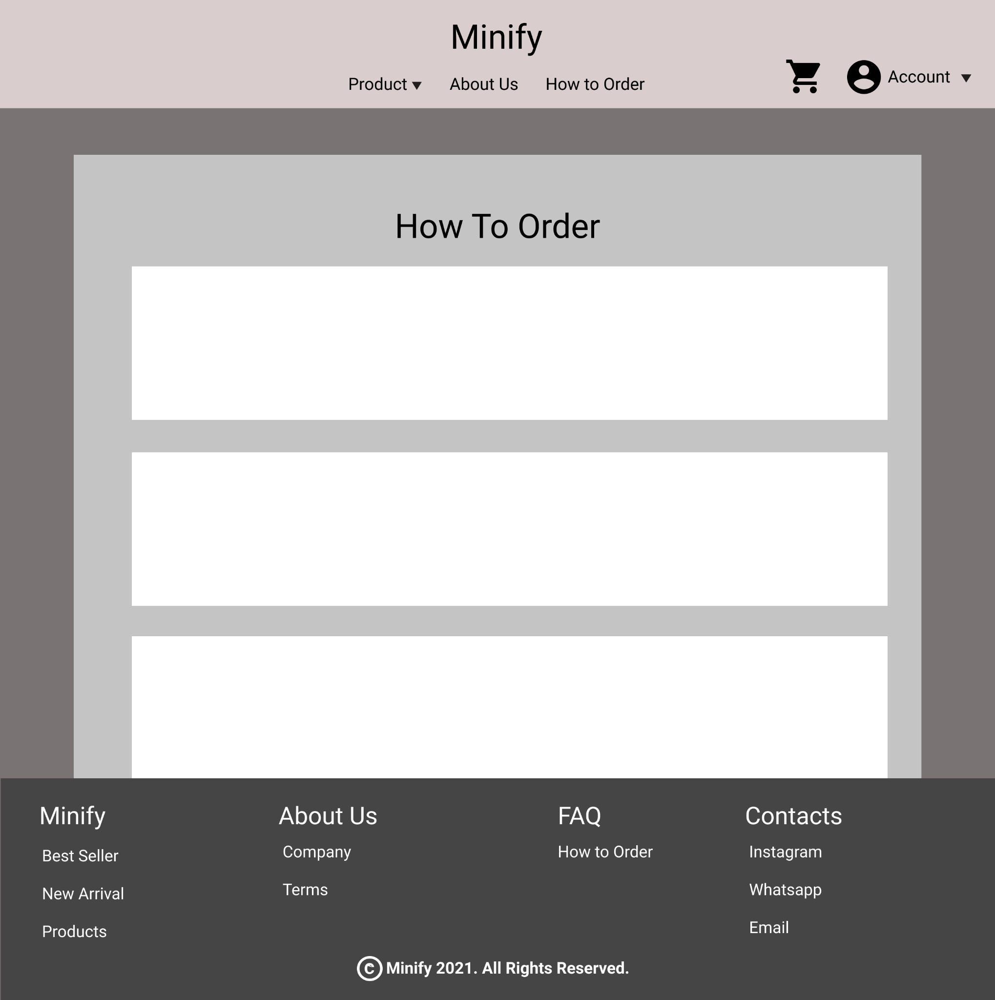 Minify
Product
About Us
How to Order
Account
How To Order
Minify
Best Seller
New Arrival
Products
About Us
Company
Terms
FAQ
How to Order
Contacts
Instagram
Whatsapp
Email
© Minify 2021. All Rights Reserved.